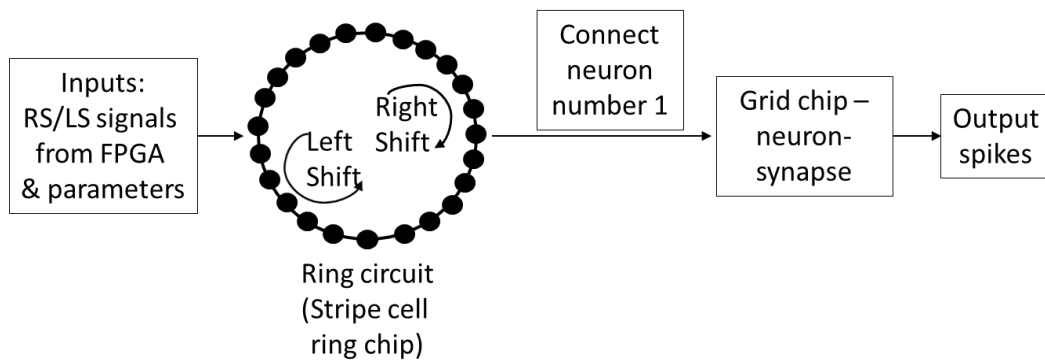 Inputs:
RS/LS signals
from FPGA
& parameters
Right
Shift
Left
Shift
Ring circuit
(Stripe cell
ring chip)
Connect
neuron
number 1
Grid chip –
neuron-
synapse
Output
spikes